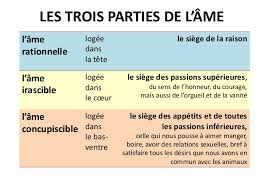 LES TROIS PARTIES DE L'ÂME
l'âme
rationnelle
logée
dans
la tête
le siège de la raison
l'âme
irascible
logée
dans
le cœur
le siège des passions supérieures,
du sens de l'honneur, du courage,
mais aussi de l'orgueil et de la vanité
l'âme
concupiscible
logée
dans
le bas-
ventre
le siège des appétits et de toutes
les passions inférieures,
celle qui nous pousse à aimer manger,
boire, avoir des relations sexuelles, bref à
satisfaire tous les désirs que nous avons en
commun avec les animaux